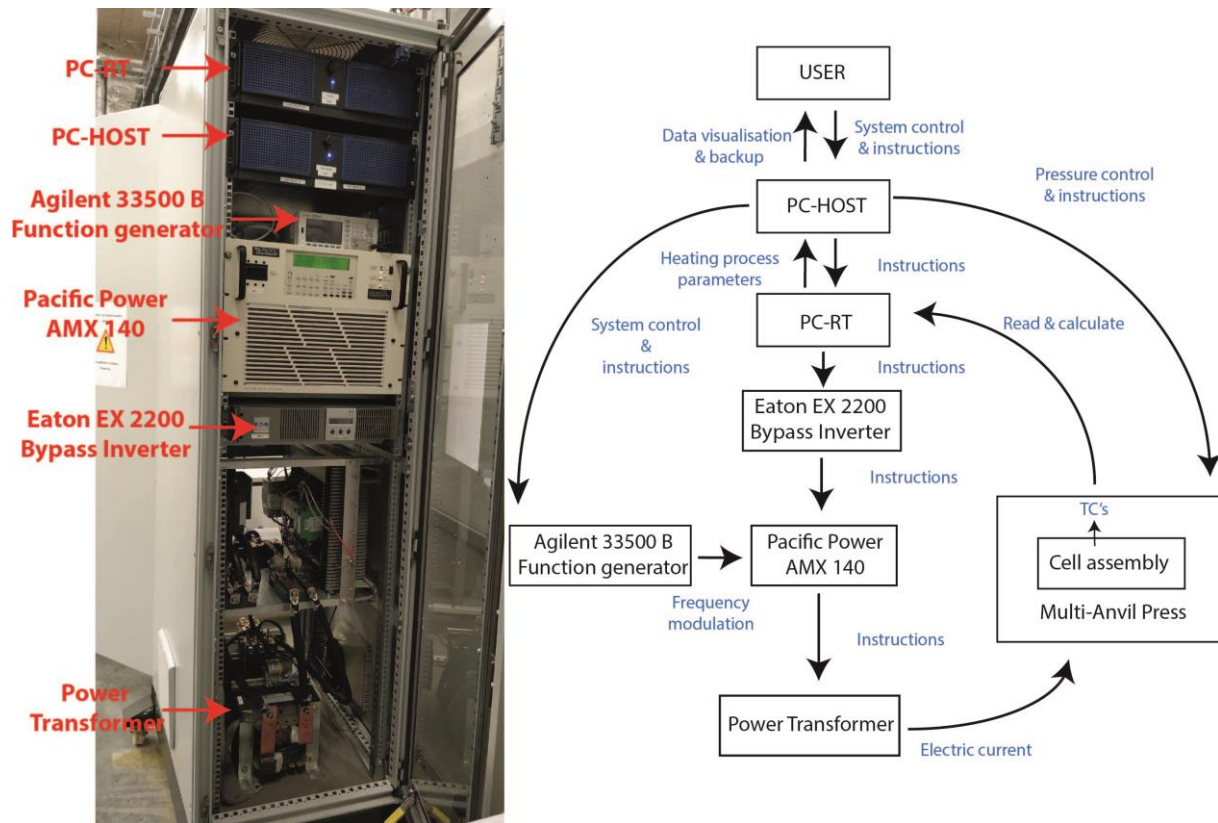 PC-RT
PC-HOST
Agilent 33500 B
Function generator
Pacific Power
AMX 140
Eaton EX 2200
Bypass Inverter
Power
Transformer
USER
Data visualisation
& backup
System control
& instructions
Pressure control
& instructions
PC-HOST
Heating process
parameters
Instructions
System control
&
instructions
PC-RT
Read & calculate
Instructions
Eaton EX 2200
Bypass Inverter
Instructions
TC's
Agilent 33500 B
Function generator
Pacific Power
AMX 140
Cell assembly
Multi-Anvil Press
Frequency
modulation
Instructions
Power Transformer
Electric current